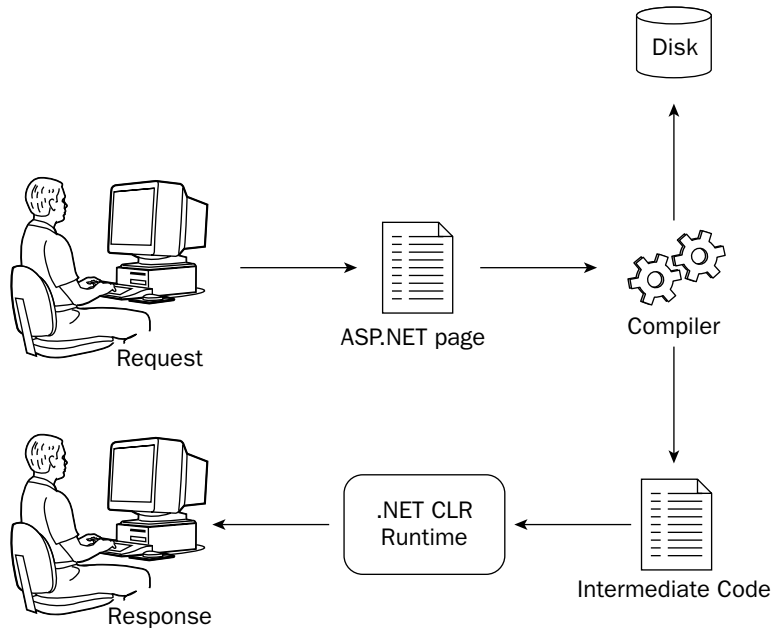 Disk
Request
ASP.NET page
Compiler
.NET CLR
Runtime
Response
Intermediate Code